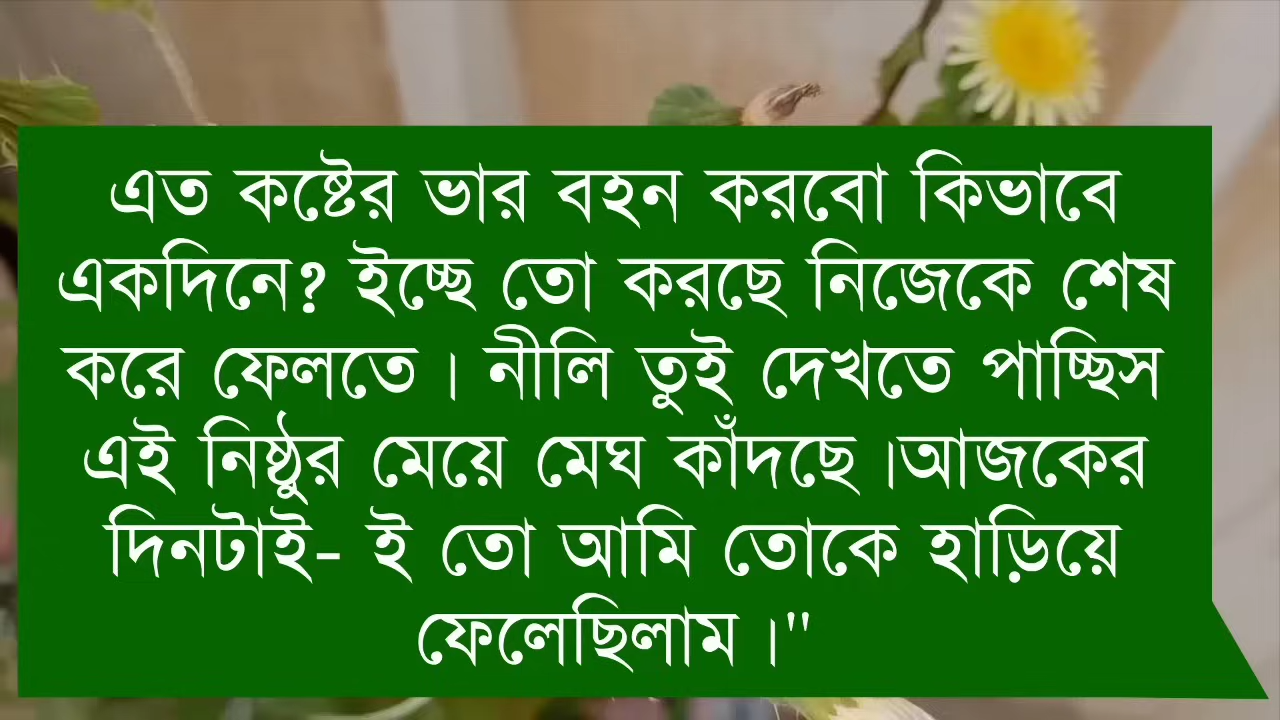 এত কষ্টের ভার বহন করবো কিভাবে
একদিনে? ইচ্ছে তো করছে নিজেকে শেষ
করে ফেলতে। নীলি তুই দেখতে পাচ্ছিস
এই নিষ্ঠুর মেয়ে মেঘ কাঁদছে।আজকের
দিনটাই- ই তো আমি তোকে হাড়িয়ে
ফেলেছিলাম।"